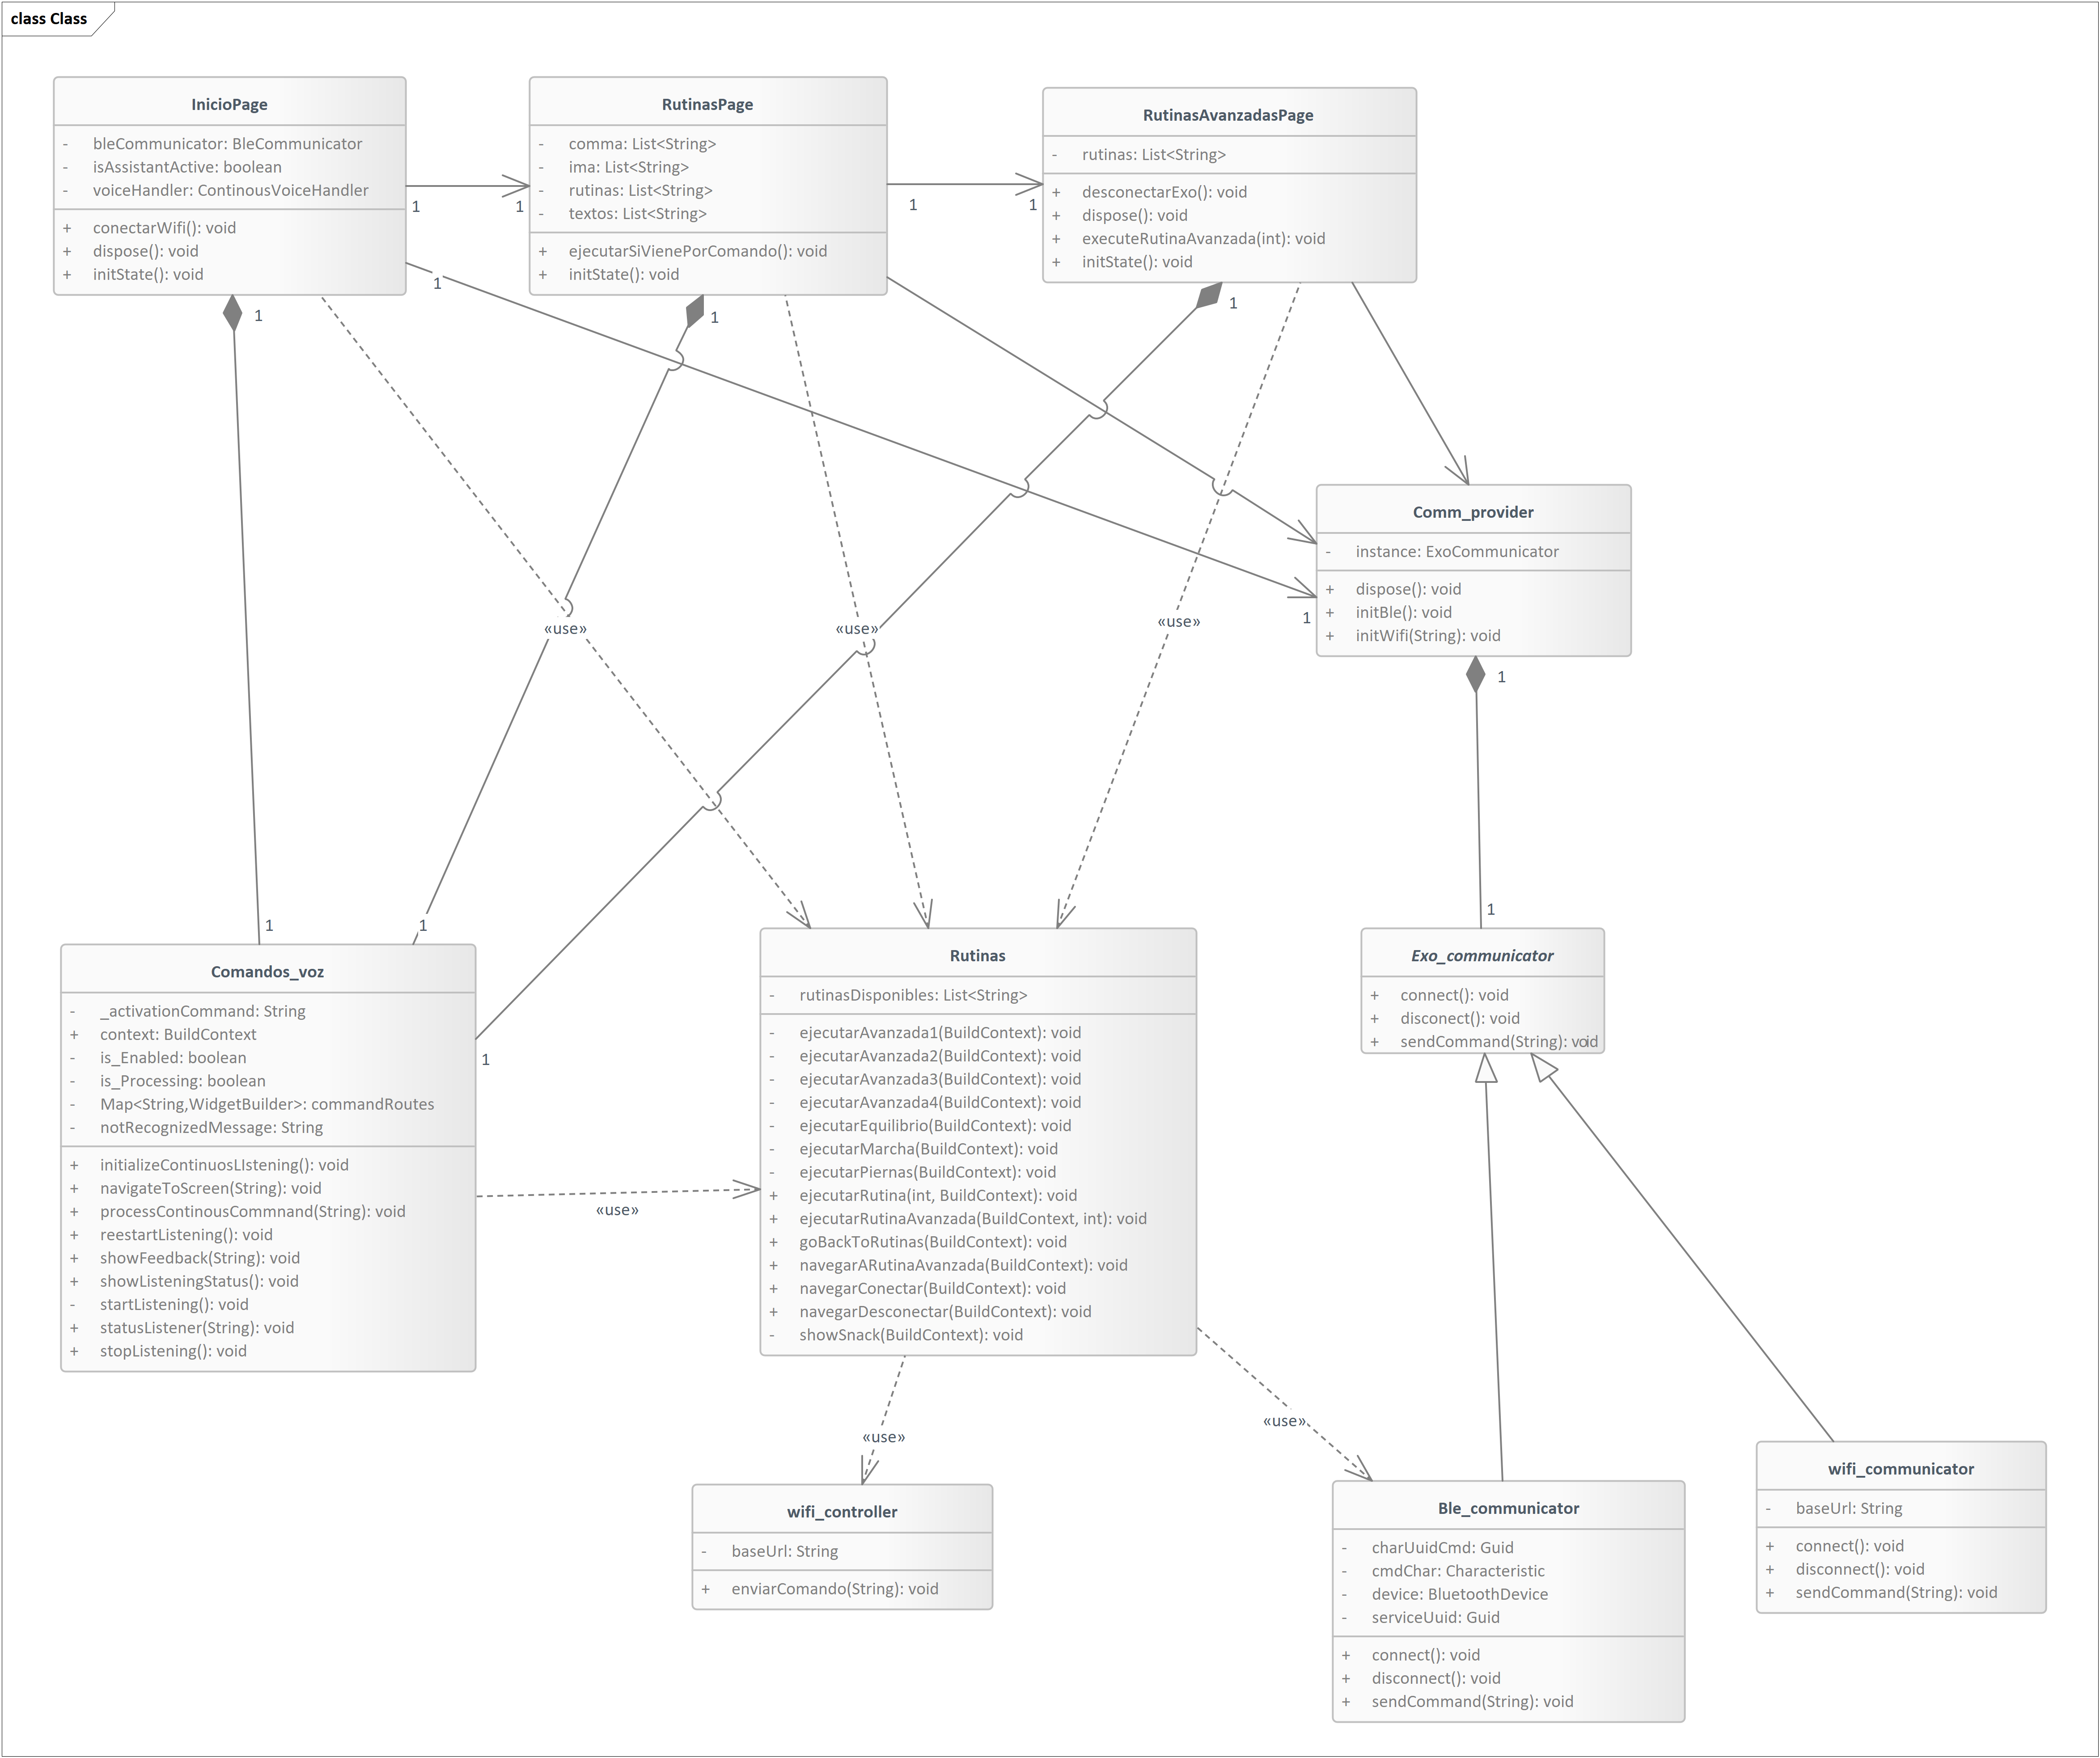 class Class
InicioPage
- bleCommunicator: BleCommunicator
- isAssistantActive: boolean
- voiceHandler: ContinousVoiceHandler
+ conectarWifi(): void
+ dispose(): void
+ initState(): void
RutinasPage
- comma: List<String>
- ima: List<String>
- rutinas: List<String>
- textos: List<String>
+ ejecutarSiVienePorComando(): void
+ initState(): void
RutinasAvanzadasPage
- rutinas: List<String>
+ desconectarExo(): void
+ dispose(): void
+ executeRutinaAvanzada(int): void
+ initState(): void
1
1
1
1
1
1
1
1
«use»
«use»
«use»
Comm_provider
- instance: ExoCommunicator
+ dispose(): void
+ initBle(): void
+ initWifi(String): void
1
1
1
1
1
1
Comandos_voz
- _activationCommand: String
+ context: BuildContext
- is_Enabled: boolean
- is_Processing: boolean
- Map<String,WidgetBuilder>: commandRoutes
- notRecognizedMessage: String
+ initializeContinuosLIstening(): void
+ navigateToScreen(String): void
+ processContinousCommnand(String): void
+ reestartListening(): void
+ showFeedback(String): void
+ showListeningStatus(): void
- startListening(): void
+ statusListener(String): void
+ stopListening(): void
«use»
Rutinas
- rutinasDisponibles: List<String>
- ejecutarAvanzada1(BuildContext): void
- ejecutarAvanzada2(BuildContext): void
- ejecutarAvanzada3(BuildContext): void
- ejecutarAvanzada4(BuildContext): void
- ejecutarEquilibrio(BuildContext): void
- ejecutarMarcha(BuildContext): void
- ejecutarPiernas(BuildContext): void
+ ejecutarRutina(int, BuildContext): void
+ ejecutarRutinaAvanzada(BuildContext, int): void
+ goBackToRutinas(BuildContext): void
+ navegarARutinaAvanzada(BuildContext): void
+ navegarConectar(BuildContext): void
+ navegarDesconectar(BuildContext): void
- showSnack(BuildContext): void
Exo_communicator
+ connect(): void
+ disconect(): void
+ sendCommand(String): void
«use»
«use»
wifi_controller
- baseUrl: String
+ enviarComando(String): void
Ble_communicator
- charUuidCmd: Guid
- cmdChar: Characteristic
- device: BluetoothDevice
- serviceUuid: Guid
+ connect(): void
+ disconnect(): void
+ sendCommand(String): void
wifi_communicator
- baseUrl: String
+ connect(): void
+ disconnect(): void
+ sendCommand(String): void